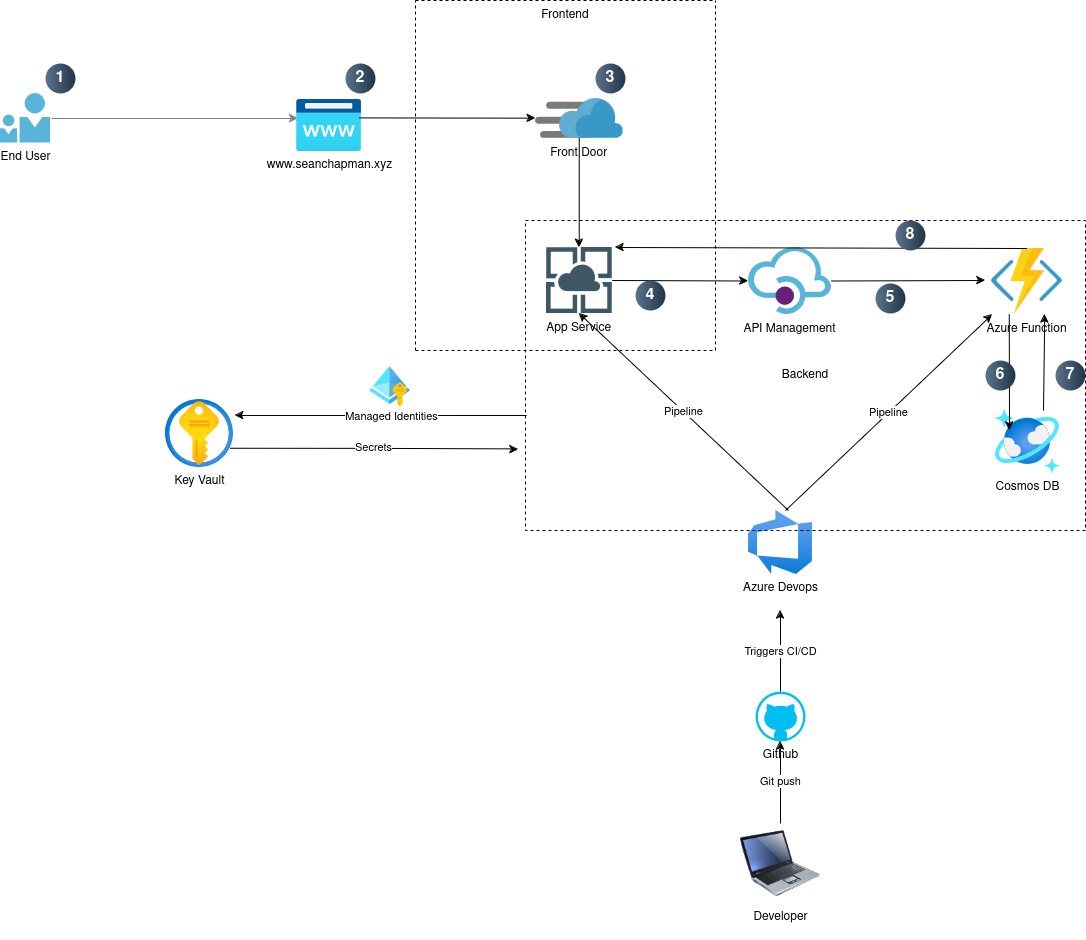 Frontend
1
2
3
www
End User
www.seanchapman.xyz
Front Door
8
4
5
App Service
API Management
Azure Function
Backend
6
7
Managed Identities
Pipeline
Pipeline
Secrets
Key Vault
Cosmos DB
Azure Devops
Triggers CI/CD
Github
Git push
Developer